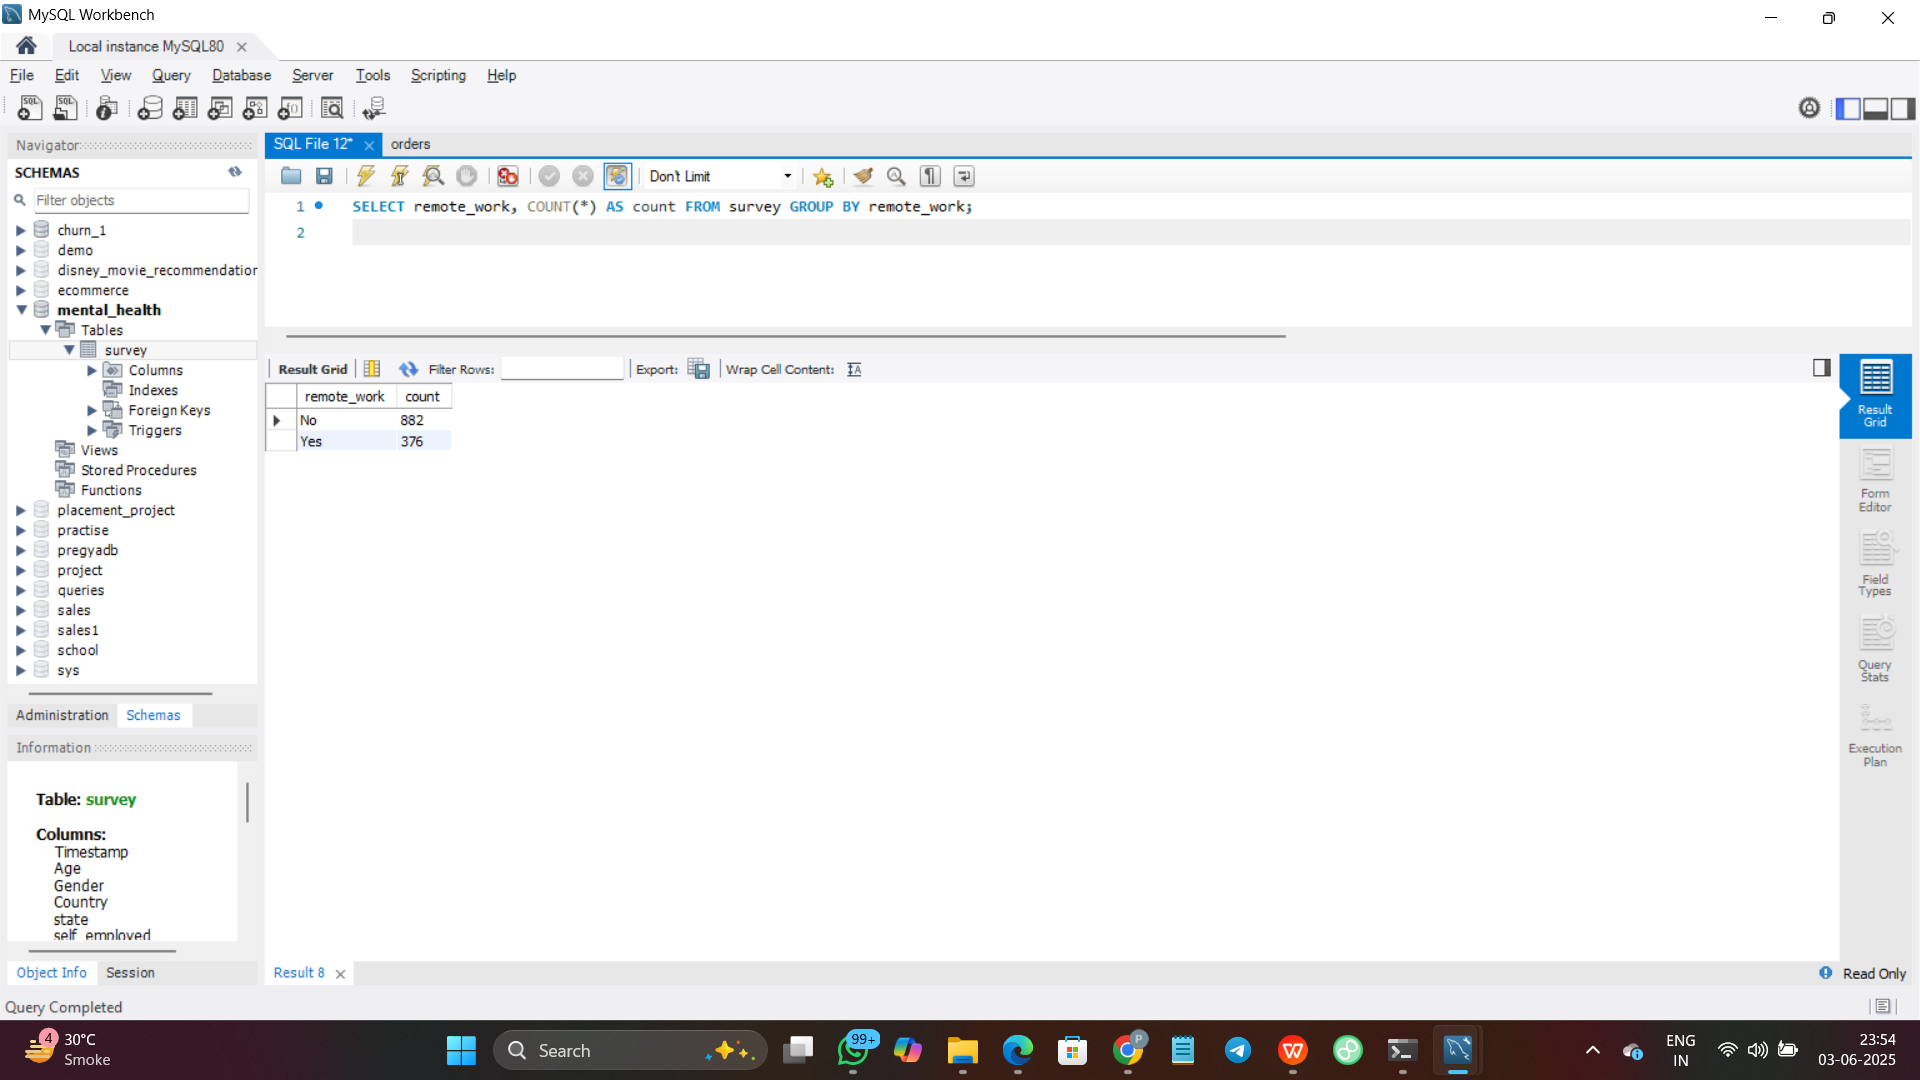 MySQL Workbench
Local instance MySQL80
File Edit View Query Database Server Tools Scripting Help
Navigator
SCHEMAS
Filter objects
churn_1
demo
disney_movie_recommendation
ecommerce
mental_health
Tables
survey
Columns
Indexes
Foreign Keys
Triggers
Views
Stored Procedures
Functions
placement_project
practise
pregyadb
project
queries
sales
sales1
school
sys
Administration Schemas
Information
Table: survey
Columns:
Timestamp
Age
Gender
Country
state
self_employed
Object Info Session
SQL File 12* orders
Don't Limit
1 SELECT remote_work, COUNT(*) AS count FROM survey GROUP BY remote_work;
2
Result Grid Filter Rows: Export: Wrap Cell Content:
remote_work count
No 882
Yes 376
Result
Grid
Form
Editor
Field
Types
Query
Stats
Execution
Plan
Result 8
Read Only
Query Completed
4
30°C
Smoke
Search
99+
P
ENG
IN
23:54
03-06-2025